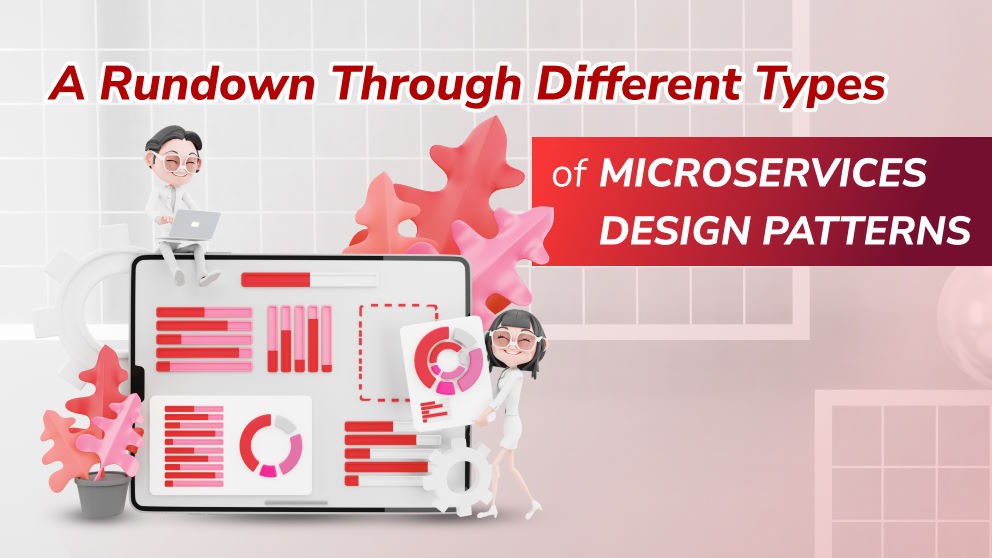 A Rundown Through Different Types
of MICROSERVICES
DESIGN PATTERNS